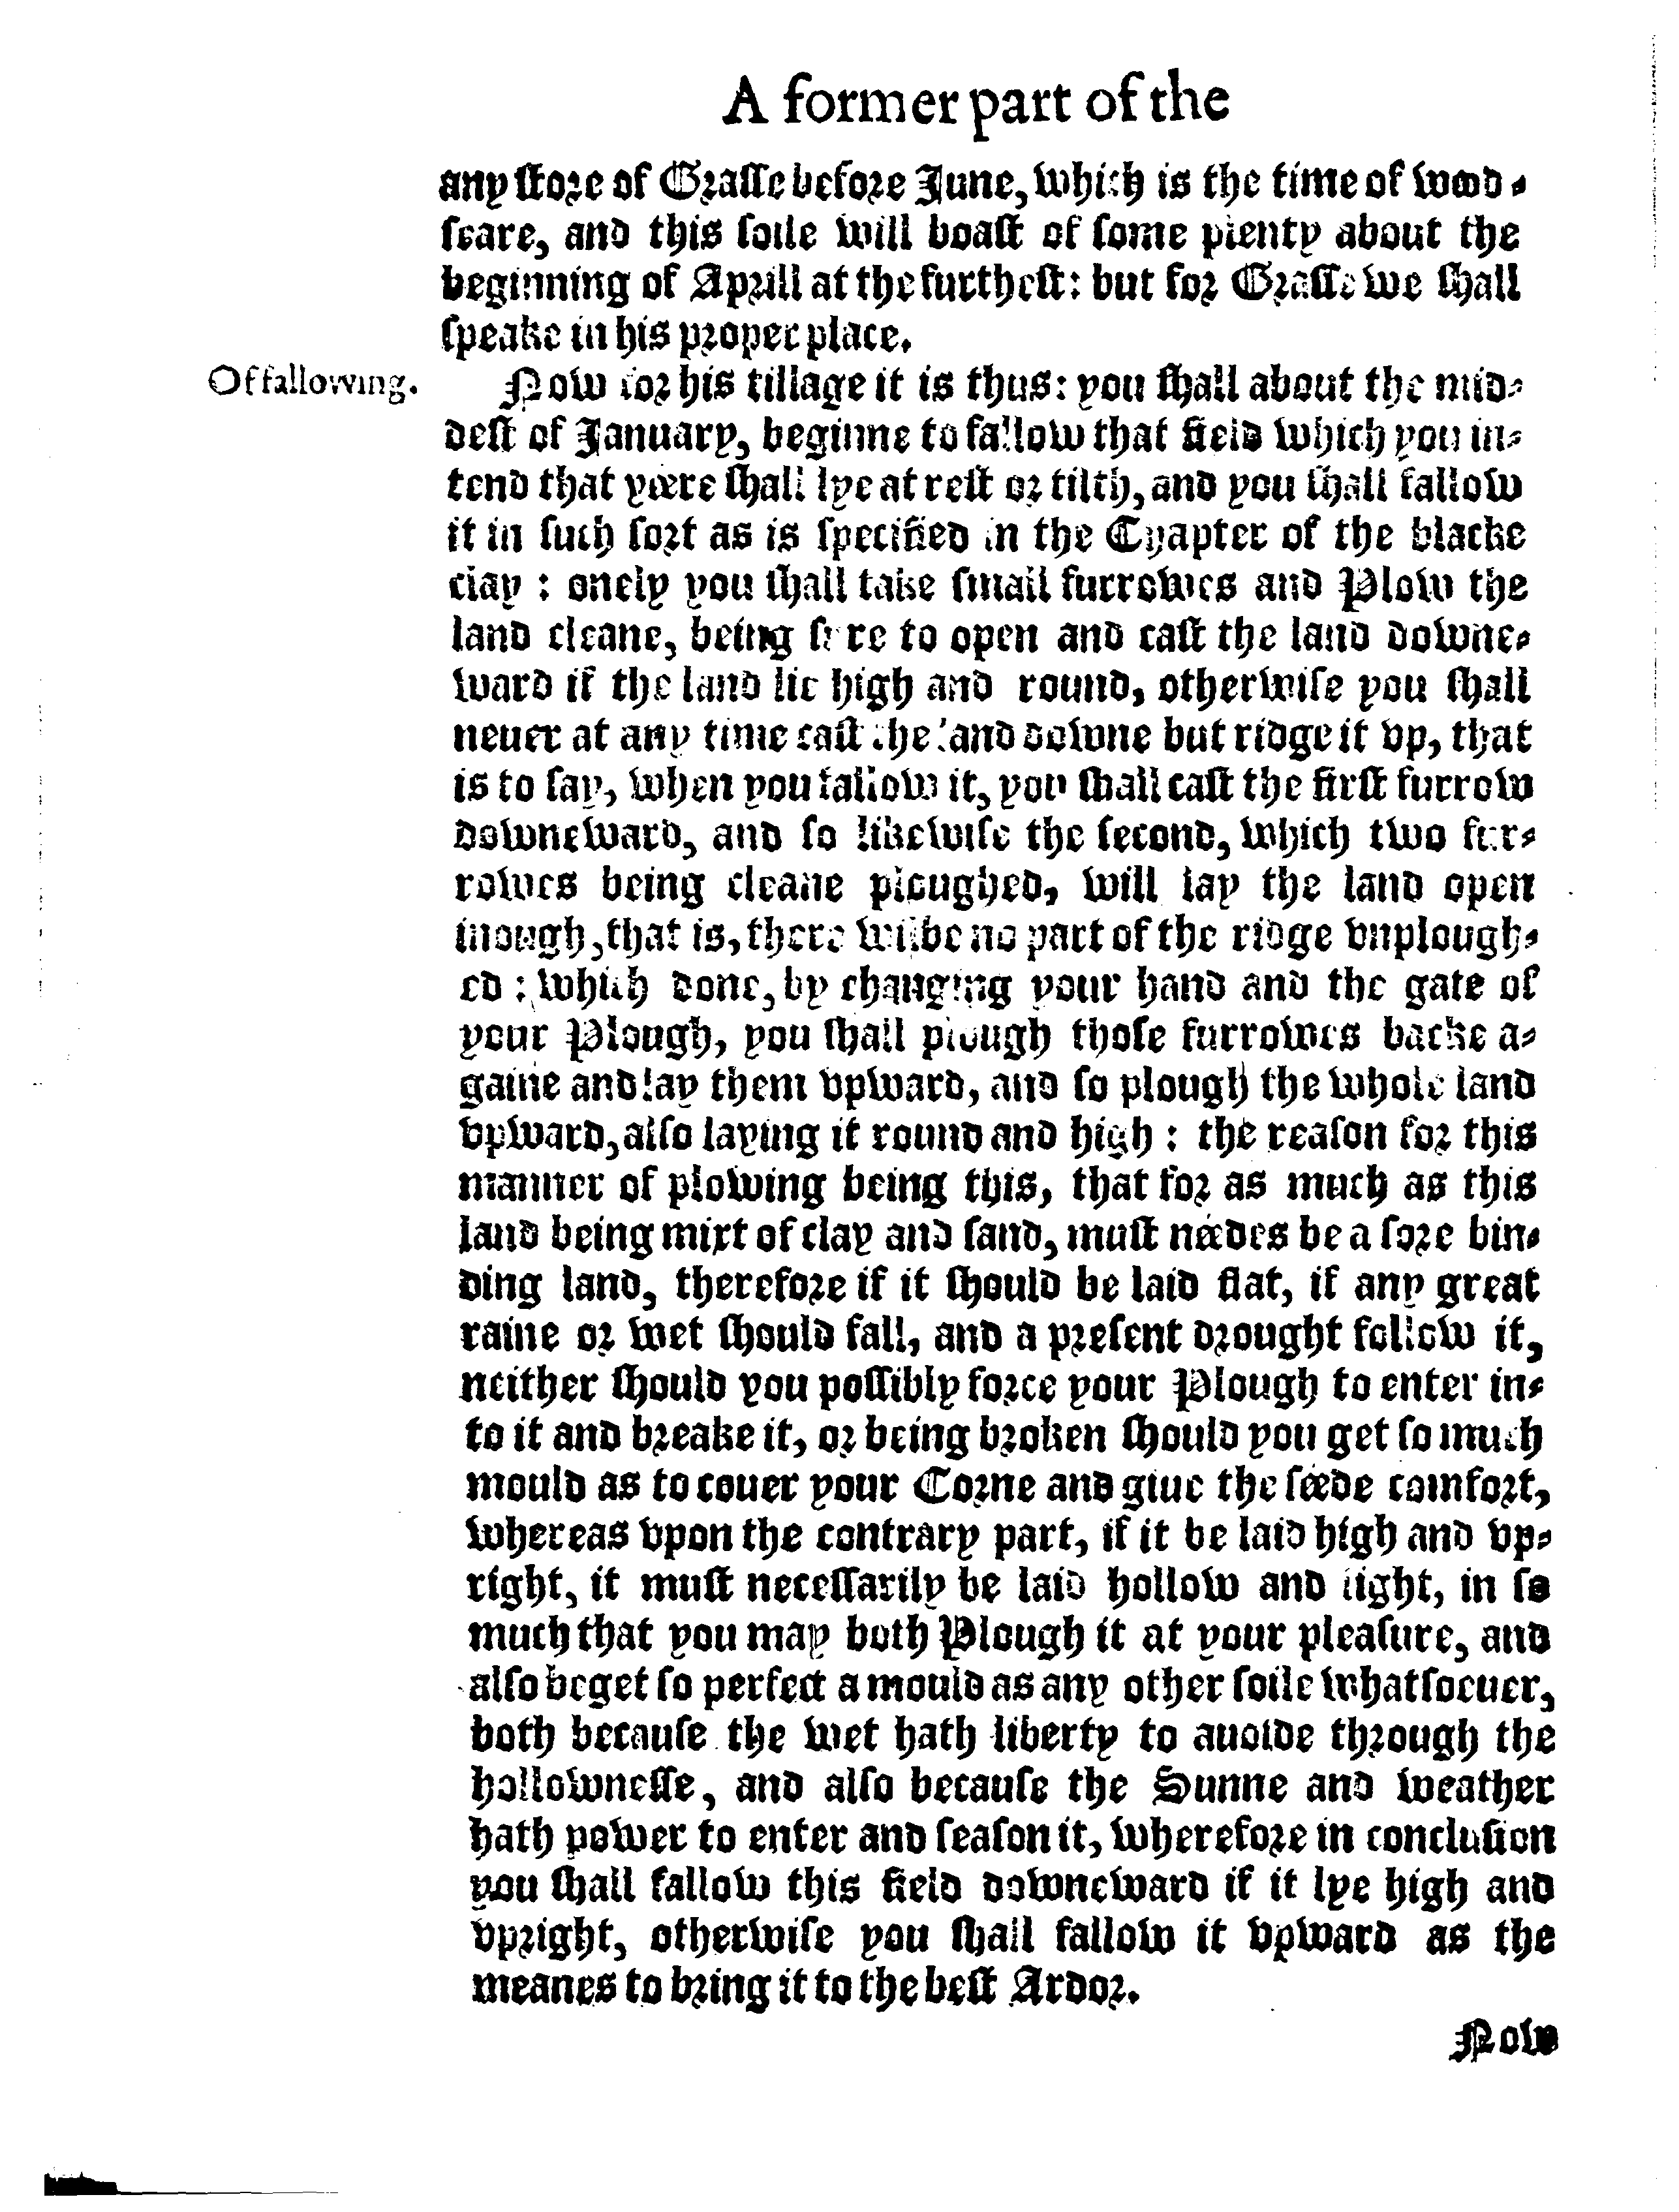 A former part of the
any ſtore of Graſſe before June, which is the time of wood-
ſeare, and this ſoile will boaſt of ſome plenty about the
beginning of Aprill at the furtheſt: but for Graſſe we ſhall
ſpeake in his proper place.
Of fallowing.
Now for his tillage it is thus: you ſhall about the mid-
deſt of January, beginne to fallow that field which you in-
tend that yeere ſhall lye at reſt or tilth, and you ſhall fallow
it in ſuch ſort as is ſpecified in the Chapter of the blacke
clay : onely you ſhall take ſmall furrowes and Plow the
land cleane, being ſure to open and caſt the land downe-
ward if the land lie high and round, otherwiſe you ſhall
neuer at any time caſt the land downe but ridge it vp, that
is to ſay, when you fallow it, you ſhall caſt the firſt furrow
downeward, and ſo likewiſe the ſecond, which two fur-
rowes being cleane ploughed, will lay the land open
inough, that is, there wilbe no part of the ridge vnplough-
ed : which done, by changing your hand and the gate of
your Plough, you ſhall plough thoſe furrowes backe a-
gaine and lay them vpward, and ſo plough the whole land
vpward, alſo laying it round and high : the reaſon for this
manner of plowing being this, that for as much as this
land being mixt of clay and ſand, muſt needes be a ſore bin-
ding land, therefore if it ſhould be laid flat, if any great
raine or wet ſhould fall, and a preſent drought follow it,
neither ſhould you poſſibly force your Plough to enter in-
to it and breake it, or being broken ſhould you get ſo much
mould as to couer your Corne and giue the ſeede comfort,
whereas vpon the contrary part, if it be laid high and vp-
right, it muſt neceſſarily be laid hollow and light, in ſo
much that you may both Plough it at your pleaſure, and
alſo beget ſo perfect a mould as any other ſoile whatſoeuer,
both becauſe the wet hath liberty to auoide through the
hollowneſſe, and alſo becauſe the Sunne and weather
hath power to enter and ſeaſon it, wherefore in concluſion
you ſhall fallow this field downeward if it lye high and
vpright, otherwiſe you ſhall fallow it vpward as the
meanes to bring it to the beſt Ardor.
Now